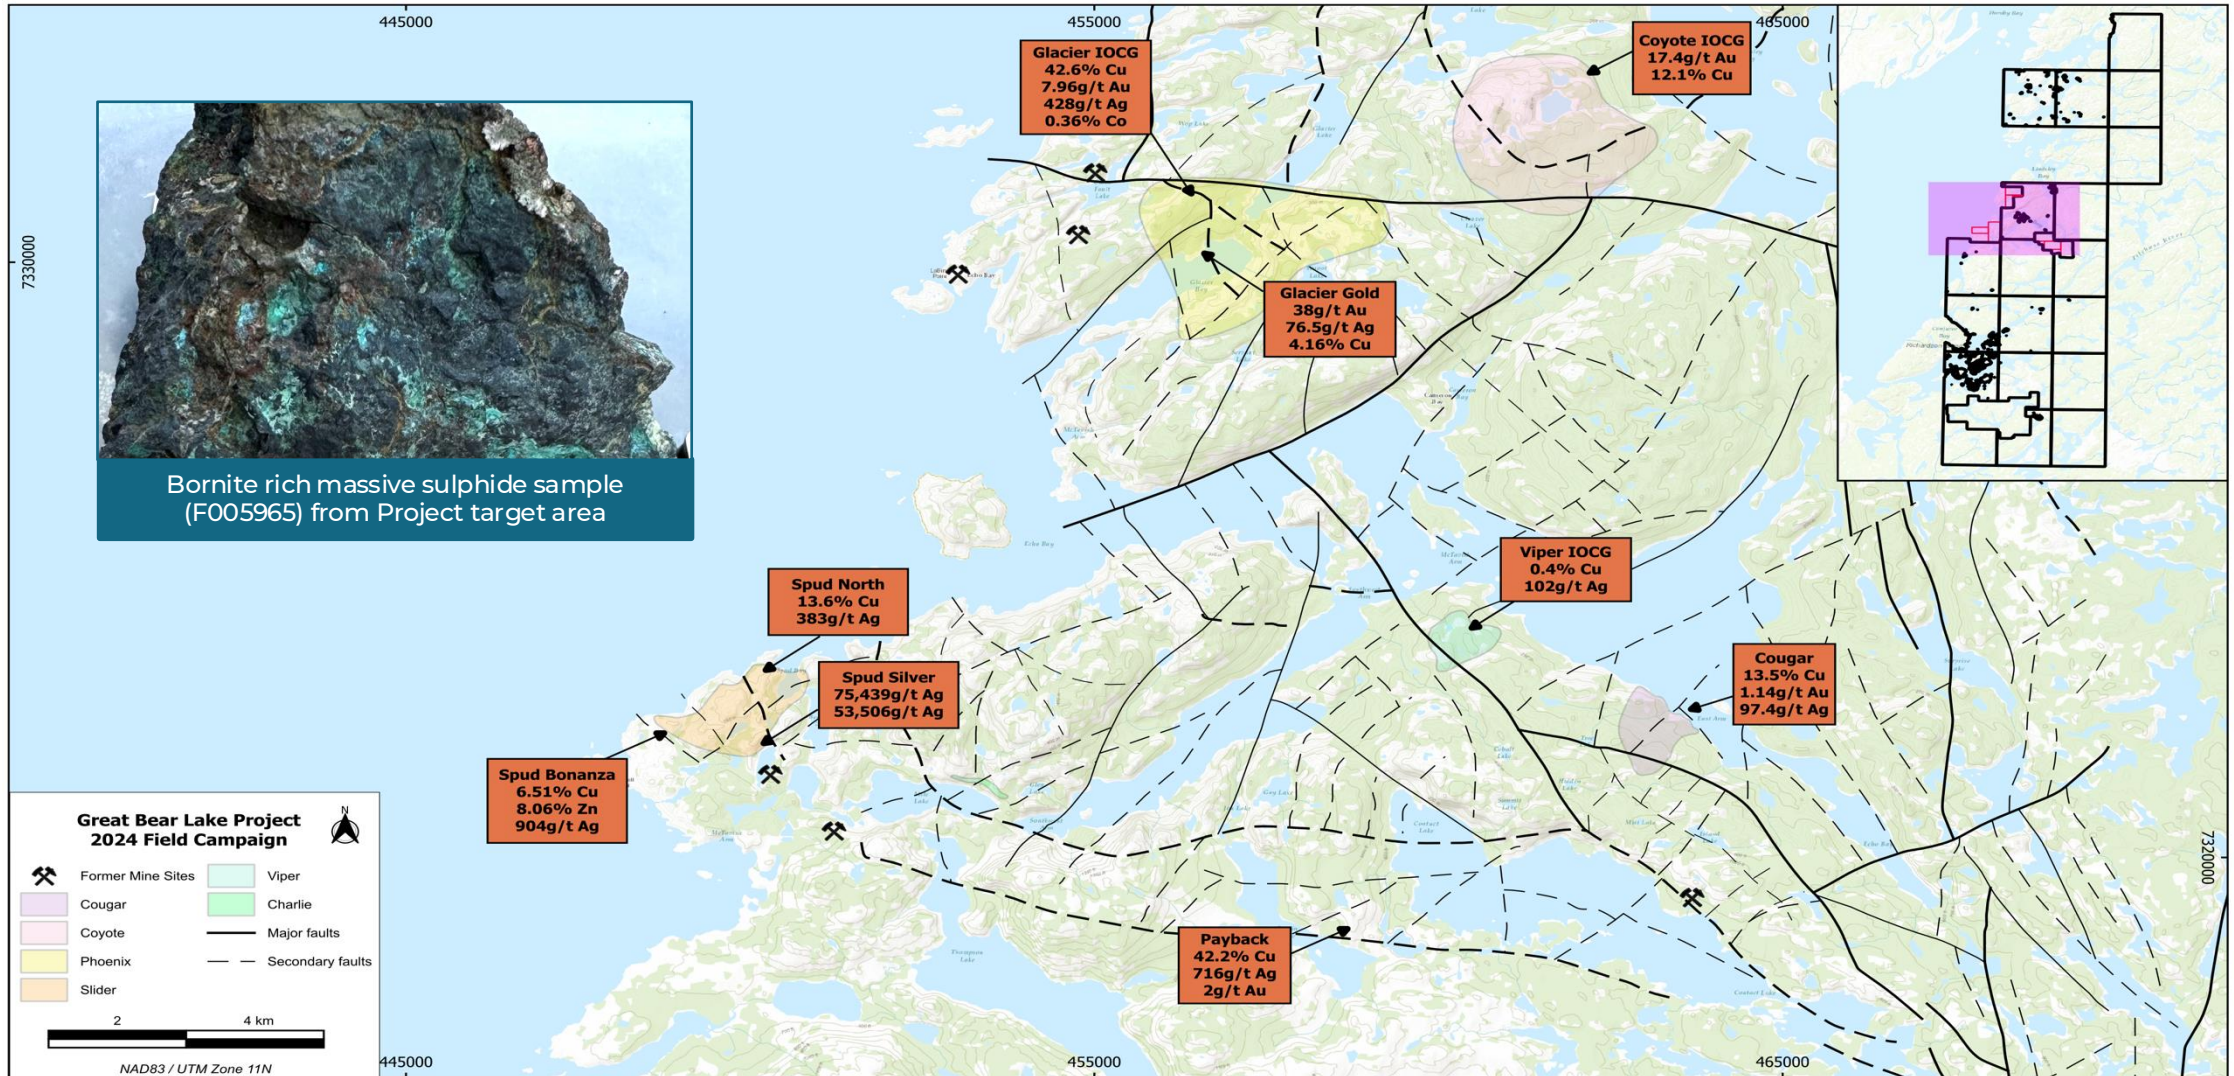 445000
455000
465000
Glacier IOCG
42.6% Cu
7.96g/t Au
428g/t Ag
0.36% Co
Coyote IOCG
17.4g/t Au
12.1% Cu
7330000
Glacier Gold
38g/t Au
76.5g/t Ag
4.16% Cu
Bornite rich massive sulphide sample
(F005965) from Project target area
Echo Bay
Viper IOCG
0.4% Cu
102g/t Ag
Spud North
13.6% Cu
383g/t Ag
Spud Silver
75,439g/t Ag
53,506g/t Ag
Cougar
13.5% Cu
1.14g/t Au
97.4g/t Ag
Spud Bonanza
6.51% Cu
8.06% Zn
904g/t Ag
Contact
Lake
7320000
Payback
42.2% Cu
716g/t Ag
2g/t Au
Contact Lake
Great Bear Lake Project
2024 Field Campaign
N
Former Mine Sites
Viper
Cougar
Charlie
Coyote
Major faults
Phoenix
Secondary faults
Slider
2
4 km
NAD83 / UTM Zone 11N
445000
455000
465000